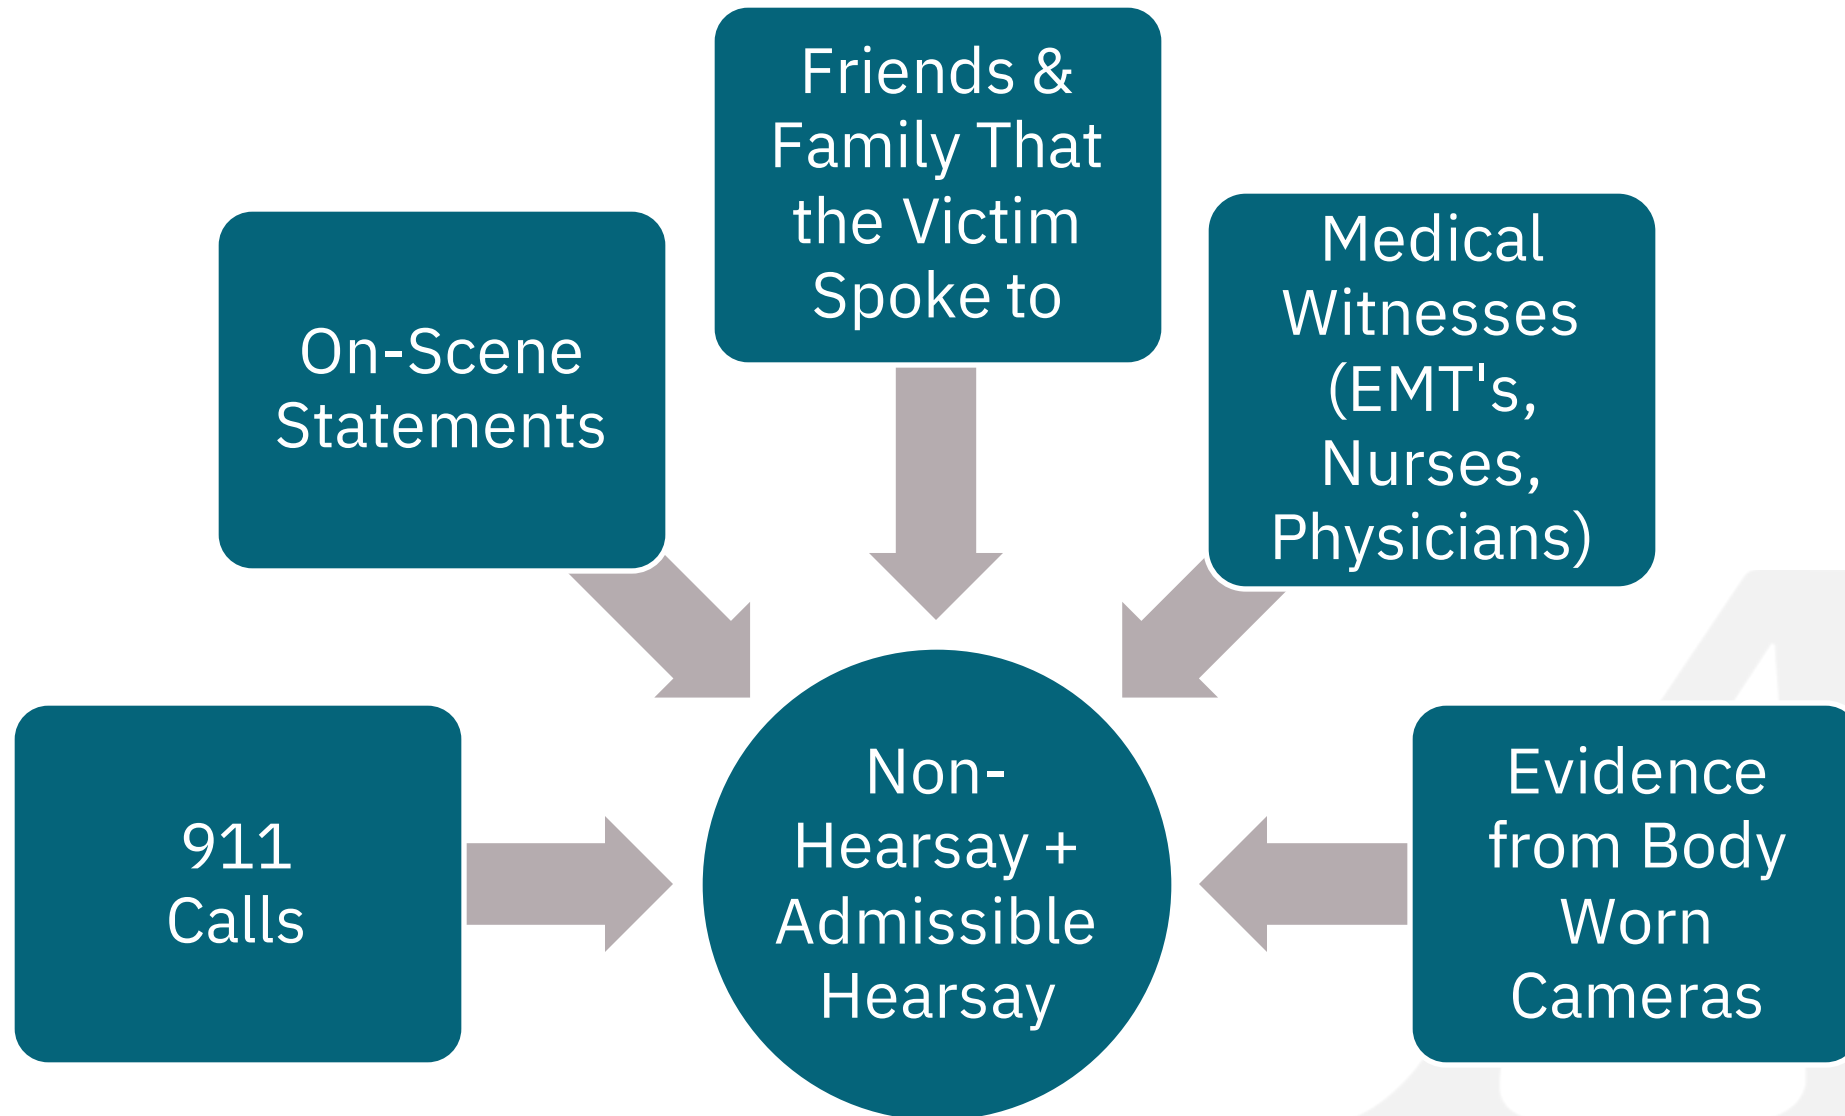 Friends &
Family That
the Victim
Spoke to
On-Scene
Statements
Medical
Witnesses
(EMT's,
Nurses,
Physicians)
911
Calls
Non-
Hearsay +
Admissible
Hearsay
Evidence
from Body
Worn
Cameras